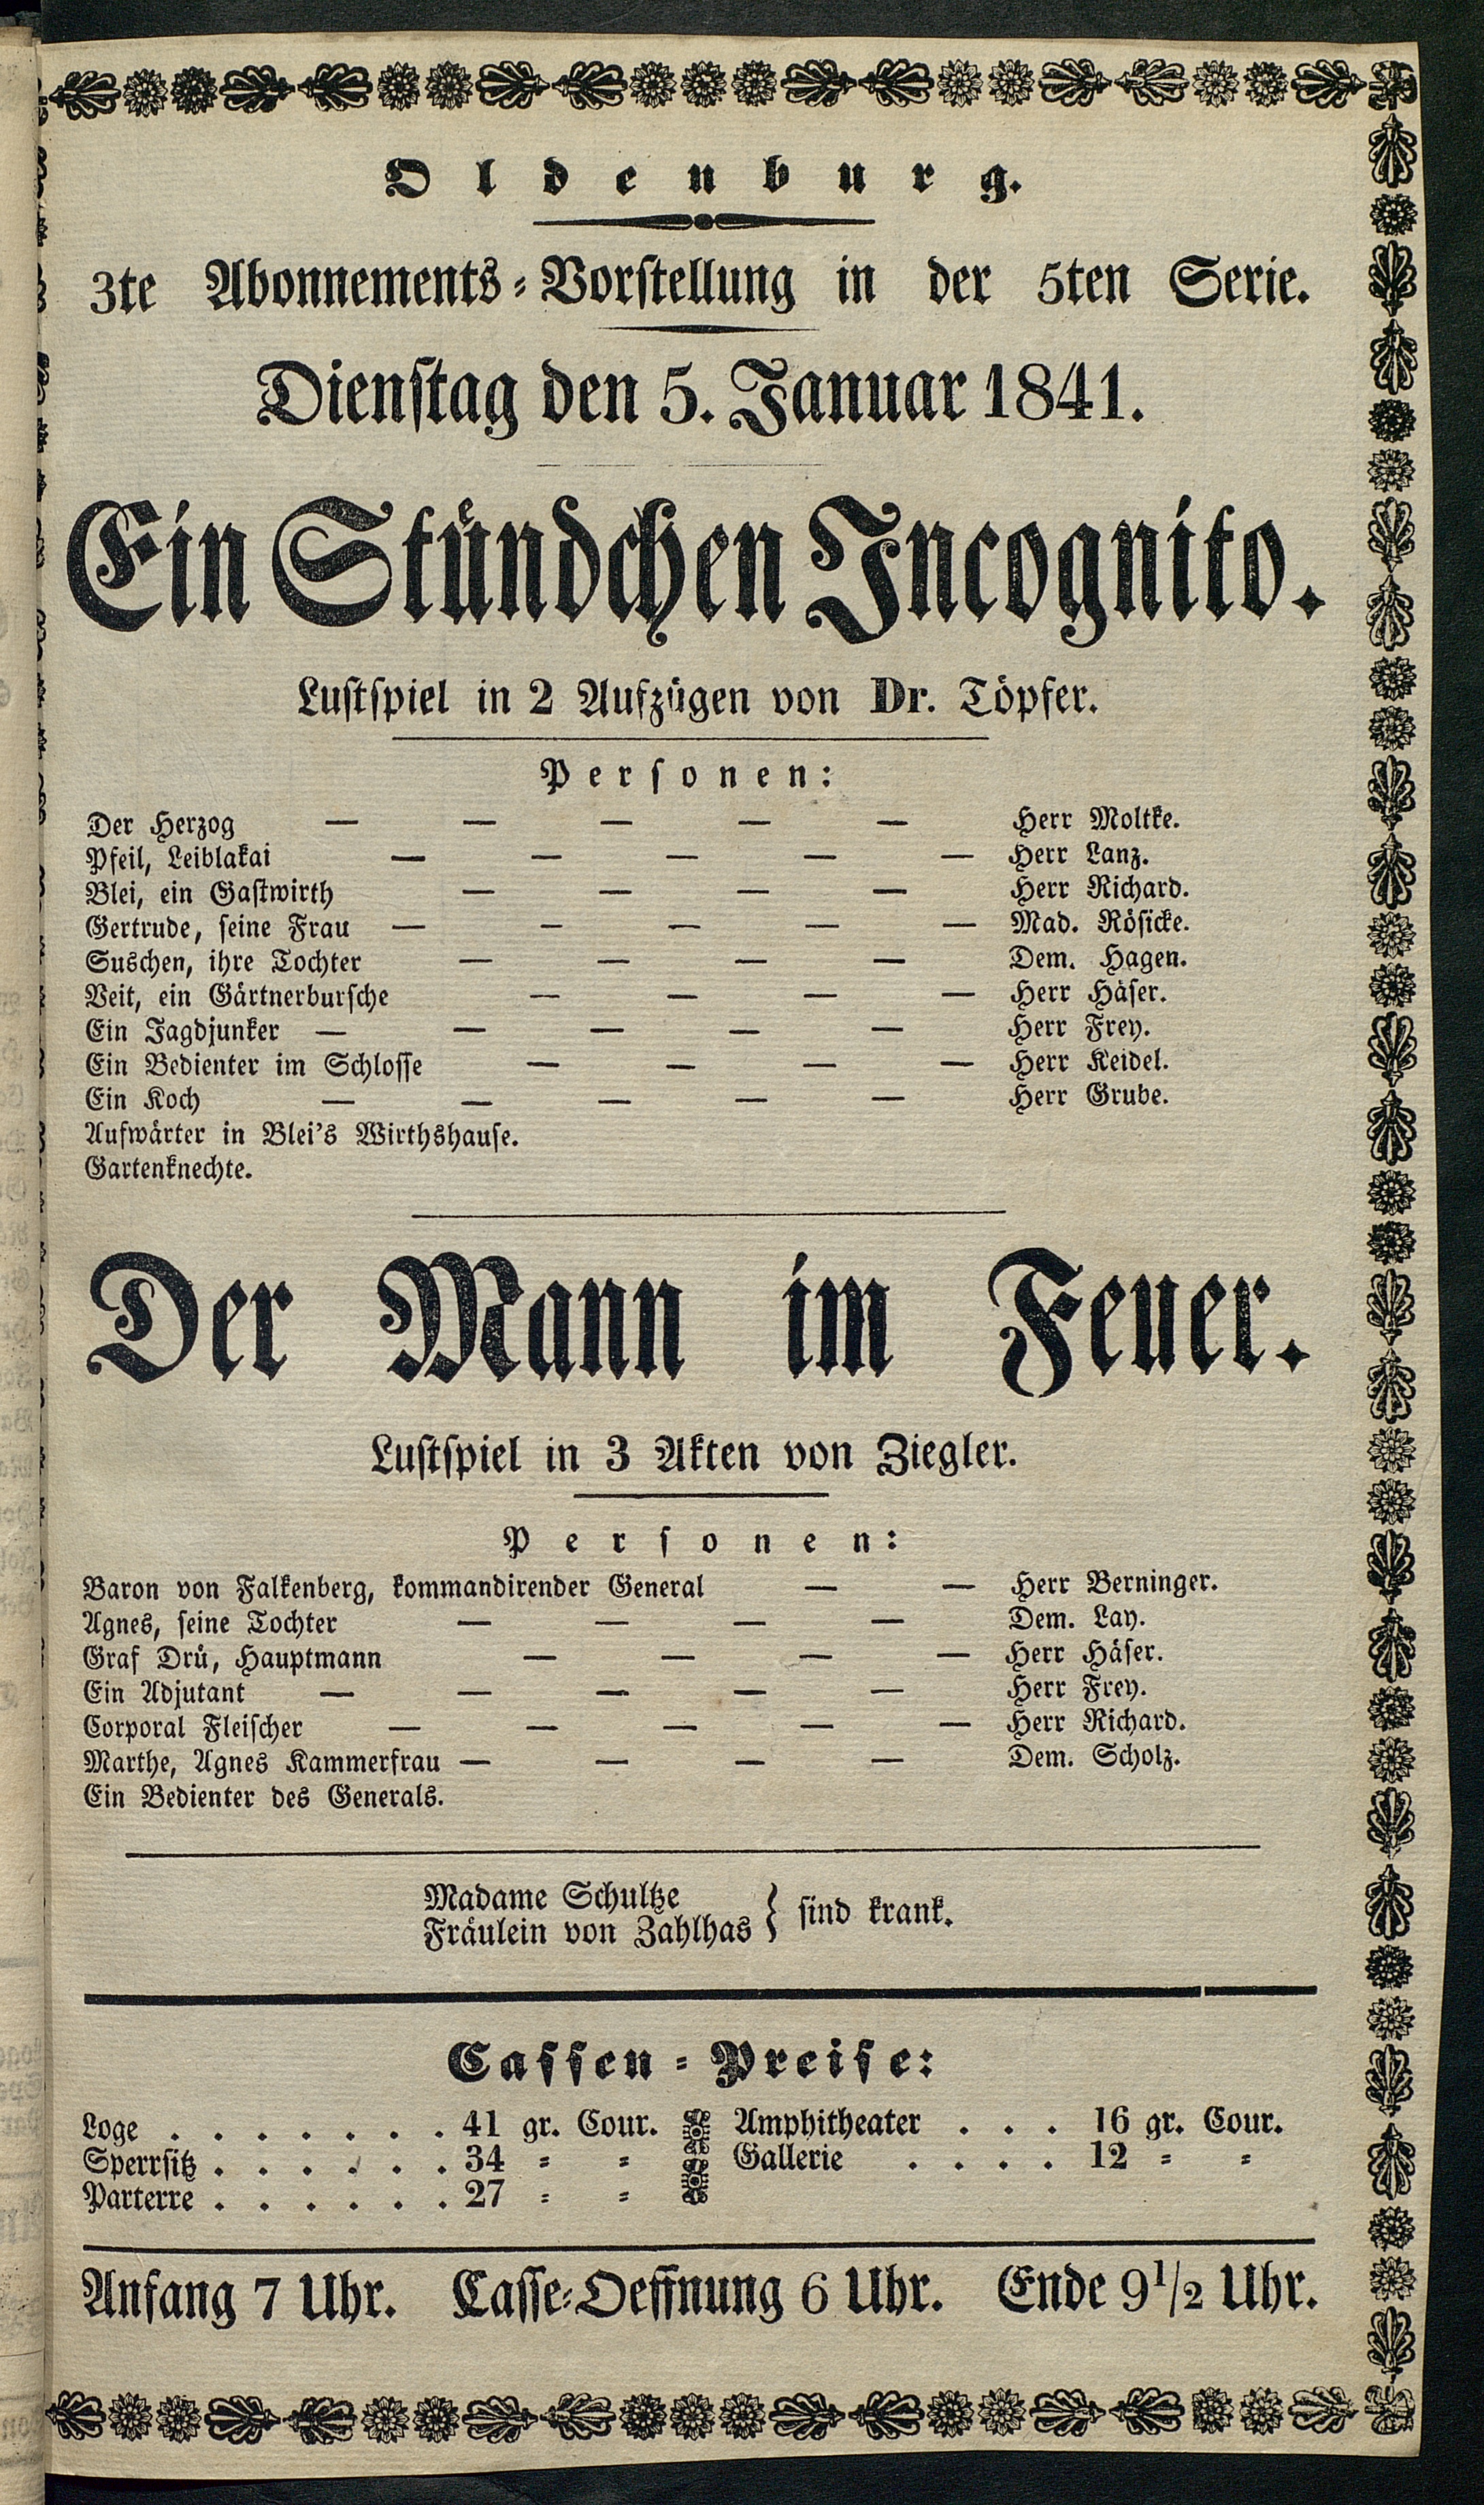 Oldenburg.
3te Abonnements-Vorstellung in der 5ten Serie.
Dienstag den 5. Januar 1841.
Ein Stündchen Incognito.
Lustspiel in 2 Aufzügen von Dr. Töpfer.
Personen:
Der Herzog — — — — — Herr Moltke.
Pfeil, Leiblakai — — — — — Herr Lanz.
Blei, ein Gastwirth — — — — Herr Richard.
Gertrude, seine Frau — — — — — Mad. Rösicke.
Suschen, ihre Tochter — — — — Dem. Hagen.
Veit, ein Gärtnerbursche — — — — Herr Häser.
Ein Jagdjunker — — — — — Herr Frey.
Ein Bedienter im Schlosse — — — — Herr Keidel.
Ein Koch — — — — — Herr Grube.
Aufwärter in Blei's Wirthshause.
Gartenknechte.
Der Mann im Feuer.
Lustspiel in 3 Akten von Ziegler.
Personen:
Baron von Falkenberg, kommandirender General — — Herr Berninger.
Agnes, seine Tochter — — — — Dem. Lay.
Graf Drü, Hauptmann — — — — Herr Häser.
Ein Adjutant — — — — — Herr Frey.
Corporal Fleischer — — — — — Herr Richard.
Marthe, Agnes Kammerfrau — — — — Dem. Scholz.
Ein Bedienter des Generals.
Madame Schultze
Fräulein von Zahlhas } sind krank.
Cassen-Preise:
Loge . . . . . . . 41 gr. Cour. Amphitheater . . . 16 gr. Cour.
Sperrsitz . . . . . . 34 = = Gallerie . . . . 12 = =
Parterre . . . . . . 27 = =
Anfang 7 Uhr. Casse-Oeffnung 6 Uhr. Ende 9 1/2 Uhr.